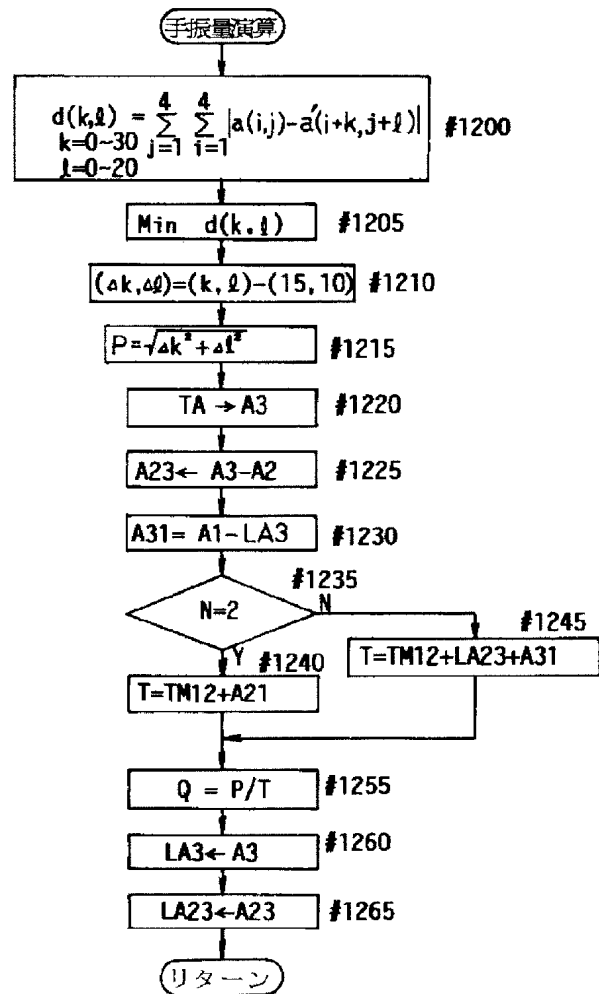 手振量演算
d(k,ℓ) = Σ_{j=1}^{4} Σ_{i=1}^{4} |a(i,j)-a′(i+k,j+ℓ)| #1200
k=0~30
ℓ=0~20
Min d(k.ℓ) #1205
(Δk,Δℓ)=(k,ℓ)-(15,10) #1210
P=√Δk²+Δℓ² #1215
TA → A3 #1220
A23← A3-A2 #1225
A31= A1-LA3 #1230
#1235
N=2 N
Y
#1240
T=TM12+A21
#1245
T=TM12+LA23+A31
Q = P/T #1255
LA3← A3 #1260
LA23←A23 #1265
リターン